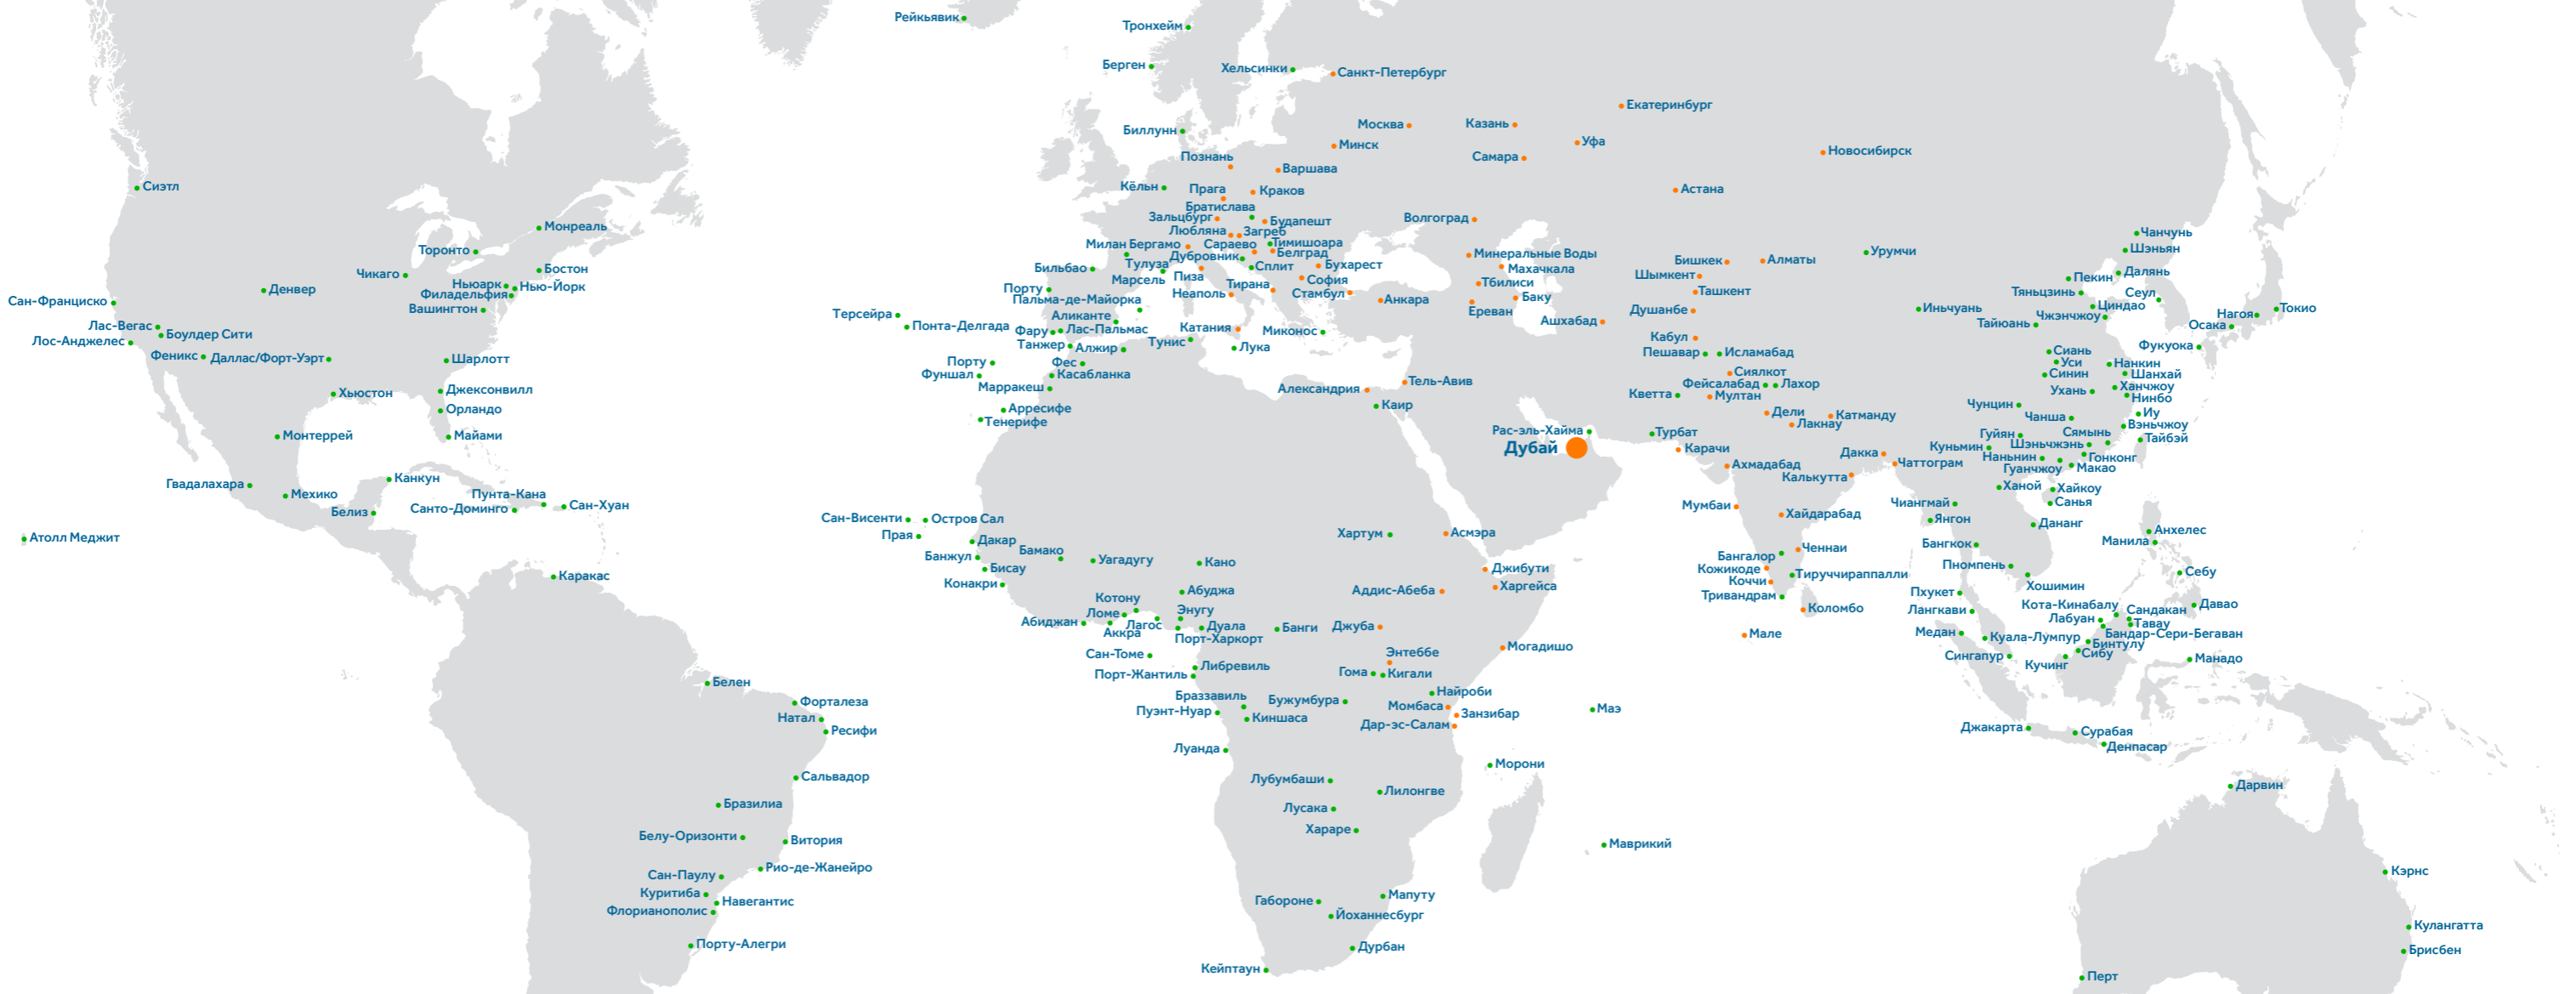 Рейкьявик
Тронхейм
Берген
Хельсинки
Санкт-Петербург
Екатеринбург
Биллунн
Москва
Казань
Уфа
Минск
Самара
Новосибирск
Познань
Варшава
Сиэтл
Кёльн
Прага
Краков
Астана
Братислава
Зальцбург
Будапешт
Волгоград
Монреаль
Любляна
Загреб
Чанчунь
Торонто
Милан Бергамо
Сараево
Тимишоара
Шэньян
Дубровник
Белград
Минеральные Воды
Урумчи
Чикаго
Бостон
Бильбао
Тулуза
Сплит
Бухарест
Махачкала
Бишкек
Алматы
Пекин
Далянь
Марсель
Пиза
София
Шымкент
Денвер
Ньюарк
Нью-Йорк
Филадельфия
Порту
Тирана
Тбилиси
Ташкент
Тяньцзинь
Сеул
Сан-Франциско
Пальма-де-Майорка
Неаполь
Стамбул
Анкара
Баку
Вашингтон
Терсейра
Аликанте
Ереван
Душанбе
Иньчуань
Циндао
Токио
Лас-Вегас
Понта-Делгада
Фару
Лас-Пальмас
Катания
Миконос
Ашхабад
Чжэнчжоу
Нагоя
Боулдер Сити
Тайюань
Осака
Лос-Анджелес
Танжер
Алжир
Тунис
Лука
Кабул
Фукуока
Феникс
Даллас/Форт-Уэрт
Шарлотт
Порту
Фес
Пешавар
Исламабад
Сиань
Уси
Нанкин
Фуншал
Касабланка
Сиялкот
Синин
Шанхай
Хьюстон
Джексонвилл
Марракеш
Александрия
Тель-Авив
Фейсалабад
Лахор
Ухань
Ханчжоу
Кветта
Мултан
Нинбо
Орландо
Арресифе
Каир
Дели
Катманду
Чунцин
Иу
Тенерифе
Лакнау
Чанша
Вэньчжоу
Монтеррей
Майами
Рас-эль-Хайма
Турбат
Гуйян
Сямынь
Тайбэй
Дубай
Карачи
Дакка
Куньмин
Шэньчжэнь
Ахмадабад
Чаттограм
Наньнин
Гонконг
Канкун
Калькутта
Гуанчжоу
Макао
Гвадалахара
Мехико
Пунта-Кана
Ханой
Хайкоу
Белиз
Санто-Доминго
Сан-Хуан
Мумбаи
Чиангмай
Санья
Сан-Висенти
Остров Сал
Хайдарабад
Янгон
Дананг
Атолл Меджит
Прая
Дакар
Хартум
Асмэра
Анхелес
Банжул
Бамако
Бангкок
Манила
Уагадугу
Кано
Бангалор
Ченнаи
Каракас
Бисау
Джибути
Кожикоде
Пномпень
Себу
Конакри
Коччи
Тируччираппалли
Абуджа
Аддис-Абеба
Харгейса
Хошимин
Котону
Тривандрам
Пхукет
Ломе
Энугу
Коломбо
Лангкави
Кота-Кинабалу
Сандакан
Давао
Абиджан
Лагос
Дуала
Банги
Джуба
Лабуан
Тавау
Аккра
Порт-Харкорт
Мале
Медан
Куала-Лумпур
Бандар-Сери-Бегаван
Сан-Томе
Энтеббе
Могадишо
Сингапур
Бинтулу
Сибу
Либревиль
Гома
Кигали
Кучинг
Манадо
Порт-Жантиль
Белен
Браззавиль
Бужумбура
Найроби
Форталеза
Пуэнт-Нуар
Киншаса
Момбаса
Занзибар
Маэ
Натал
Дар-эс-Салам
Ресифи
Джакарта
Сурабая
Луанда
Денпасар
Сальвадор
Лубумбаши
Морони
Дарвин
Бразилиа
Лусака
Лилонгве
Белу-Оризонти
Витория
Хараре
Маврикий
Рио-де-Жанейро
Сан-Паулу
Кэрнс
Куритиба
Навегантис
Габороне
Мапуту
Флорианополис
Йоханнесбург
Кулангатта
Порту-Алегри
Дурбан
Брисбен
Кейптаун
Перт